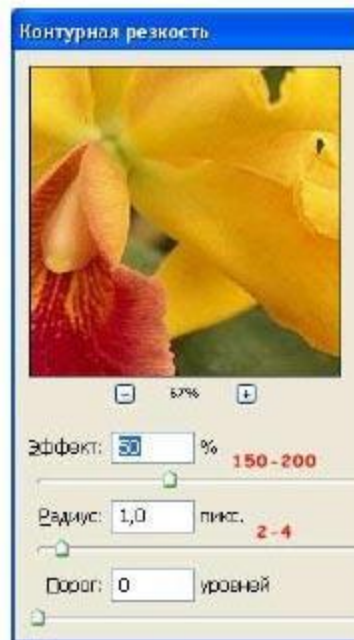 Контурная резкость
67%
Эффект: 50 %
150-200
Радиус: 1,0 пикс.
2-4
Порог: 0 уровней